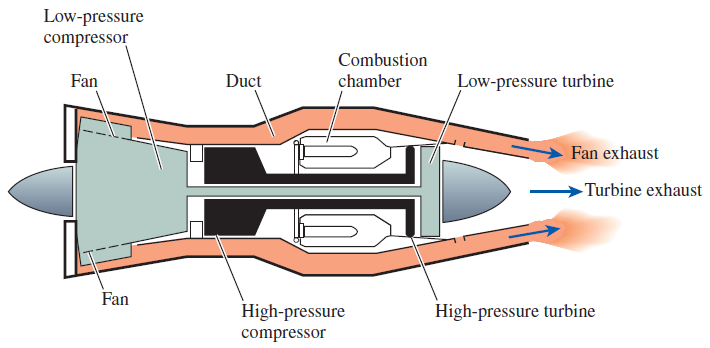 Low-pressure
compressor
Fan
Duct
Combustion
chamber
Low-pressure turbine
Fan exhaust
Turbine exhaust
Fan
High-pressure
compressor
High-pressure turbine